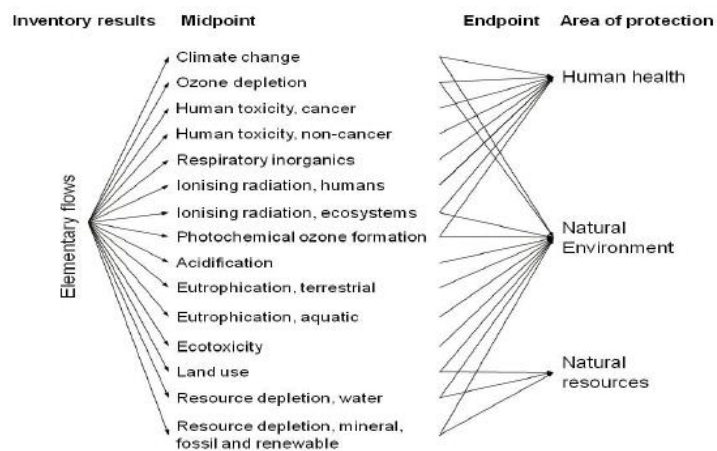 Inventory results Midpoint Endpoint Area of protection
Climate change
Ozone depletion
Human toxicity, cancer
Human toxicity, non-cancer
Respiratory inorganics
Ionising radiation, humans
Ionising radiation, ecosystems
Photochemical ozone formation
Acidification
Eutrophication, terrestrial
Eutrophication, aquatic
Ecotoxicity
Land use
Resource depletion, water
Resource depletion, mineral,
fossil and renewable
Elementary flows
Human health
Natural
Environment
Natural
resources